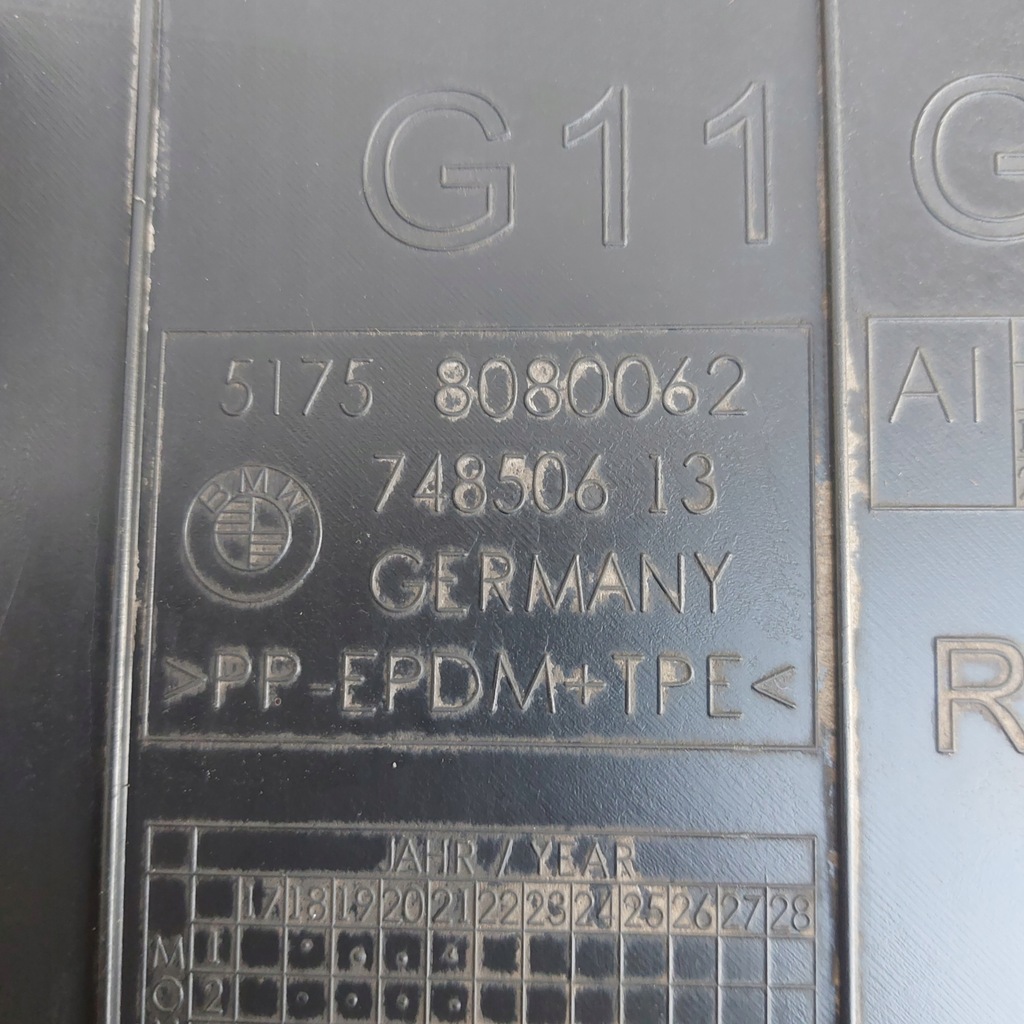 G11 G
5175 8080062
AI
BMW
748506 13
GERMANY
>PP-EPDM+TPE<
R
JAHR / YEAR
17 18 19 20 21 22 23 24 25 26 27 28
M 1
O 2